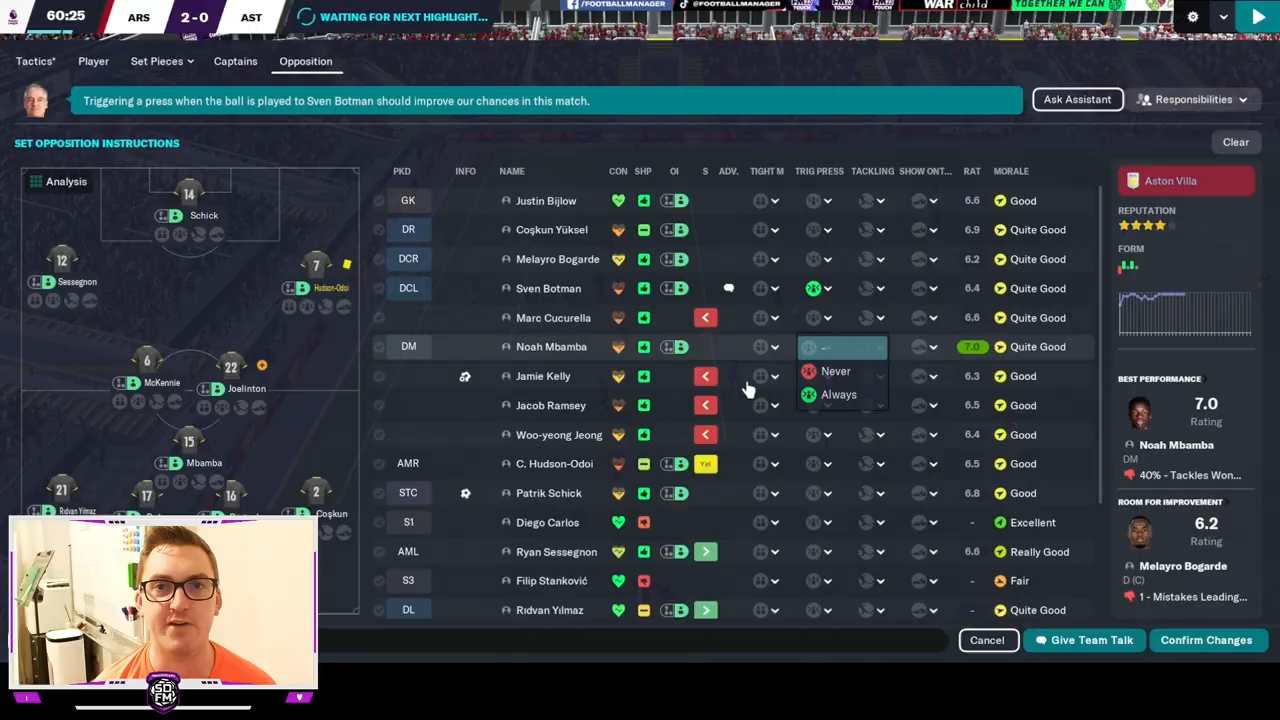 60:25 ARS 2-0 AST WAITING FOR NEXT HIGHLIGHT...
/FOOTBALLMANAGER /FOOTBALLMANAGER WAR child TOGETHER WE CAN
Tactics* Player Set Pieces Captains Opposition
Triggering a press when the ball is played to Sven Botman should improve our chances in this match.
Ask Assistant Responsibilities
SET OPPOSITION INSTRUCTIONS Clear
Analysis
14
Schick
12
Sessegnon
7
Hudson-Odoi
6
McKennie
22
Joelinton
15
Mbamba
21
Rıdvan Yılmaz
17
16
2
Coşkun
PKD INFO NAME CON SHP OI S ADV. TIGHT M TRIG PRESS TACKLING SHOW ONT... RAT MORALE
GK Justin Bijlow 6.6 Good
DR Coşkun Yüksel 6.9 Quite Good
DCR Melayro Bogarde 6.2 Quite Good
DCL Sven Botman 6.4 Quite Good
Marc Cucurella 6.6 Quite Good
DM Noah Mbamba - 7.0 Quite Good
Jamie Kelly Never 6.3 Good
Always
Jacob Ramsey 6.5 Good
Woo-yeong Jeong 6.4 Good
AMR C. Hudson-Odoi Yel 6.5 Good
STC Patrik Schick 6.8 Good
S1 Diego Carlos - Excellent
AML Ryan Sessegnon 6.6 Really Good
S3 Filip Stanković - Fair
DL Rıdvan Yılmaz - Quite Good
Aston Villa
REPUTATION
FORM
BEST PERFORMANCE
7.0
Rating
Noah Mbamba
DM
40% - Tackles Won...
ROOM FOR IMPROVEMENT
6.2
Rating
Melayro Bogarde
D (C)
1 - Mistakes Leading...
Cancel Give Team Talk Confirm Changes
SD
FM